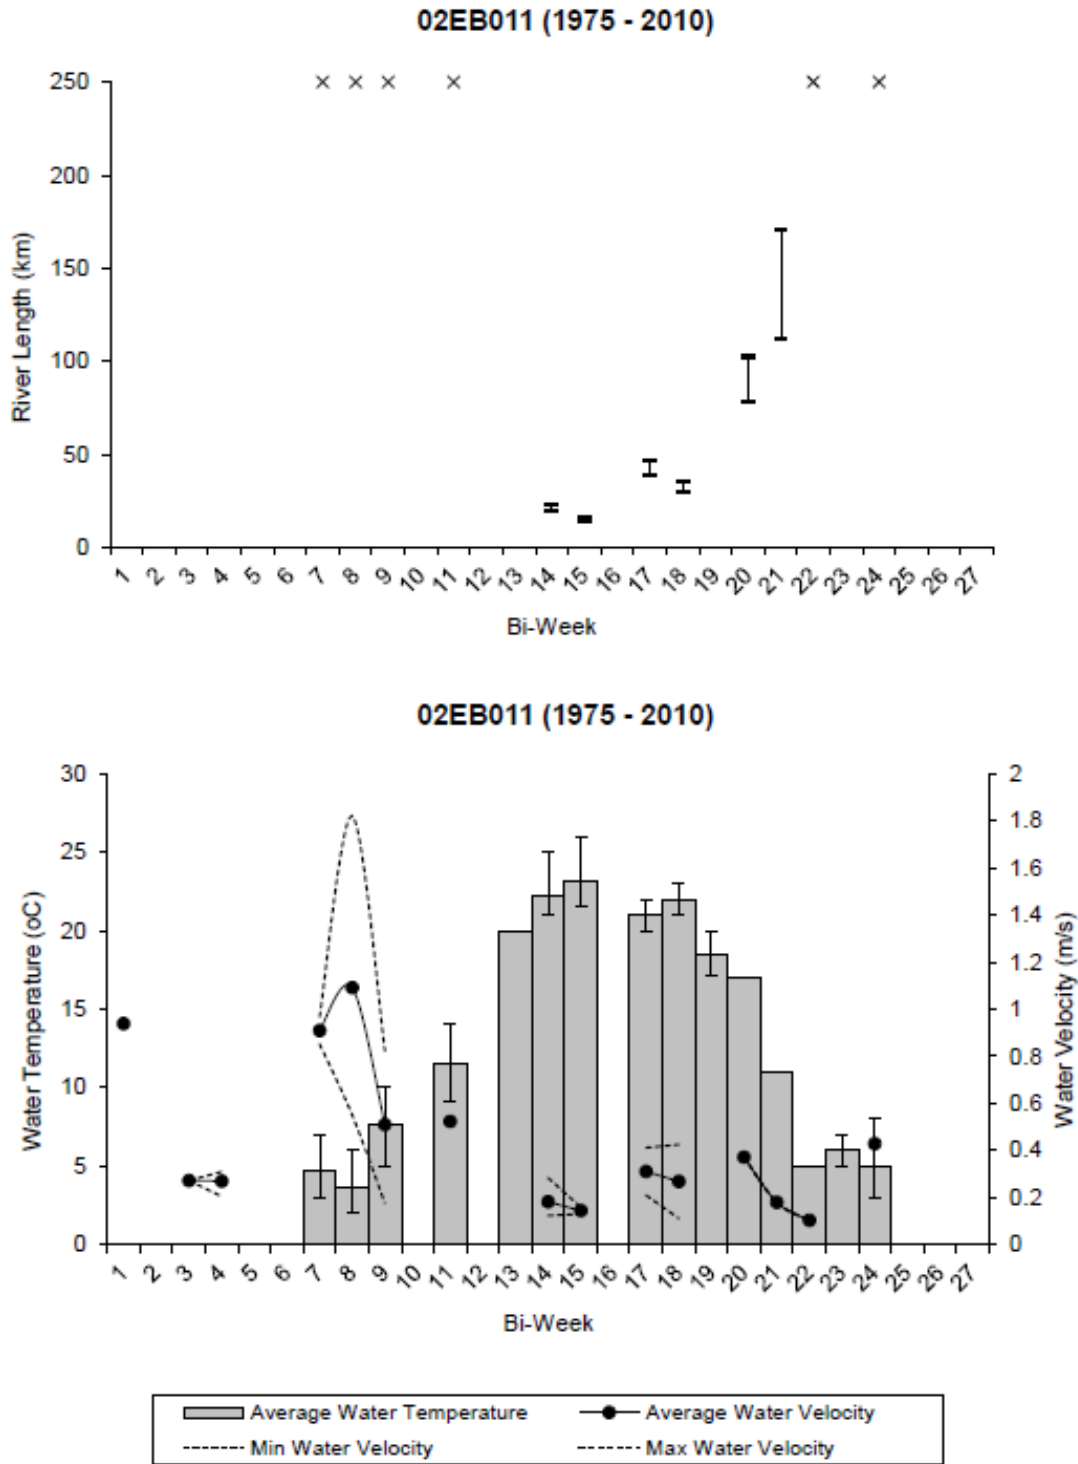 02EB011 (1975 - 2010)
250
200
150
100
50
0
River Length (km)
1 2 3 4 5 6 7 8 9 10 11 12 13 14 15 16 17 18 19 20 21 22 23 24 25 26 27
Bi-Week
02EB011 (1975 - 2010)
30
25
20
15
10
5
0
Water Temperature (oC)
2
1.8
1.6
1.4
1.2
1
0.8
0.6
0.4
0.2
0
Water Velocity (m/s)
1 2 3 4 5 6 7 8 9 10 11 12 13 14 15 16 17 18 19 20 21 22 23 24 25 26 27
Bi-Week
Average Water Temperature
Average Water Velocity
Min Water Velocity
Max Water Velocity